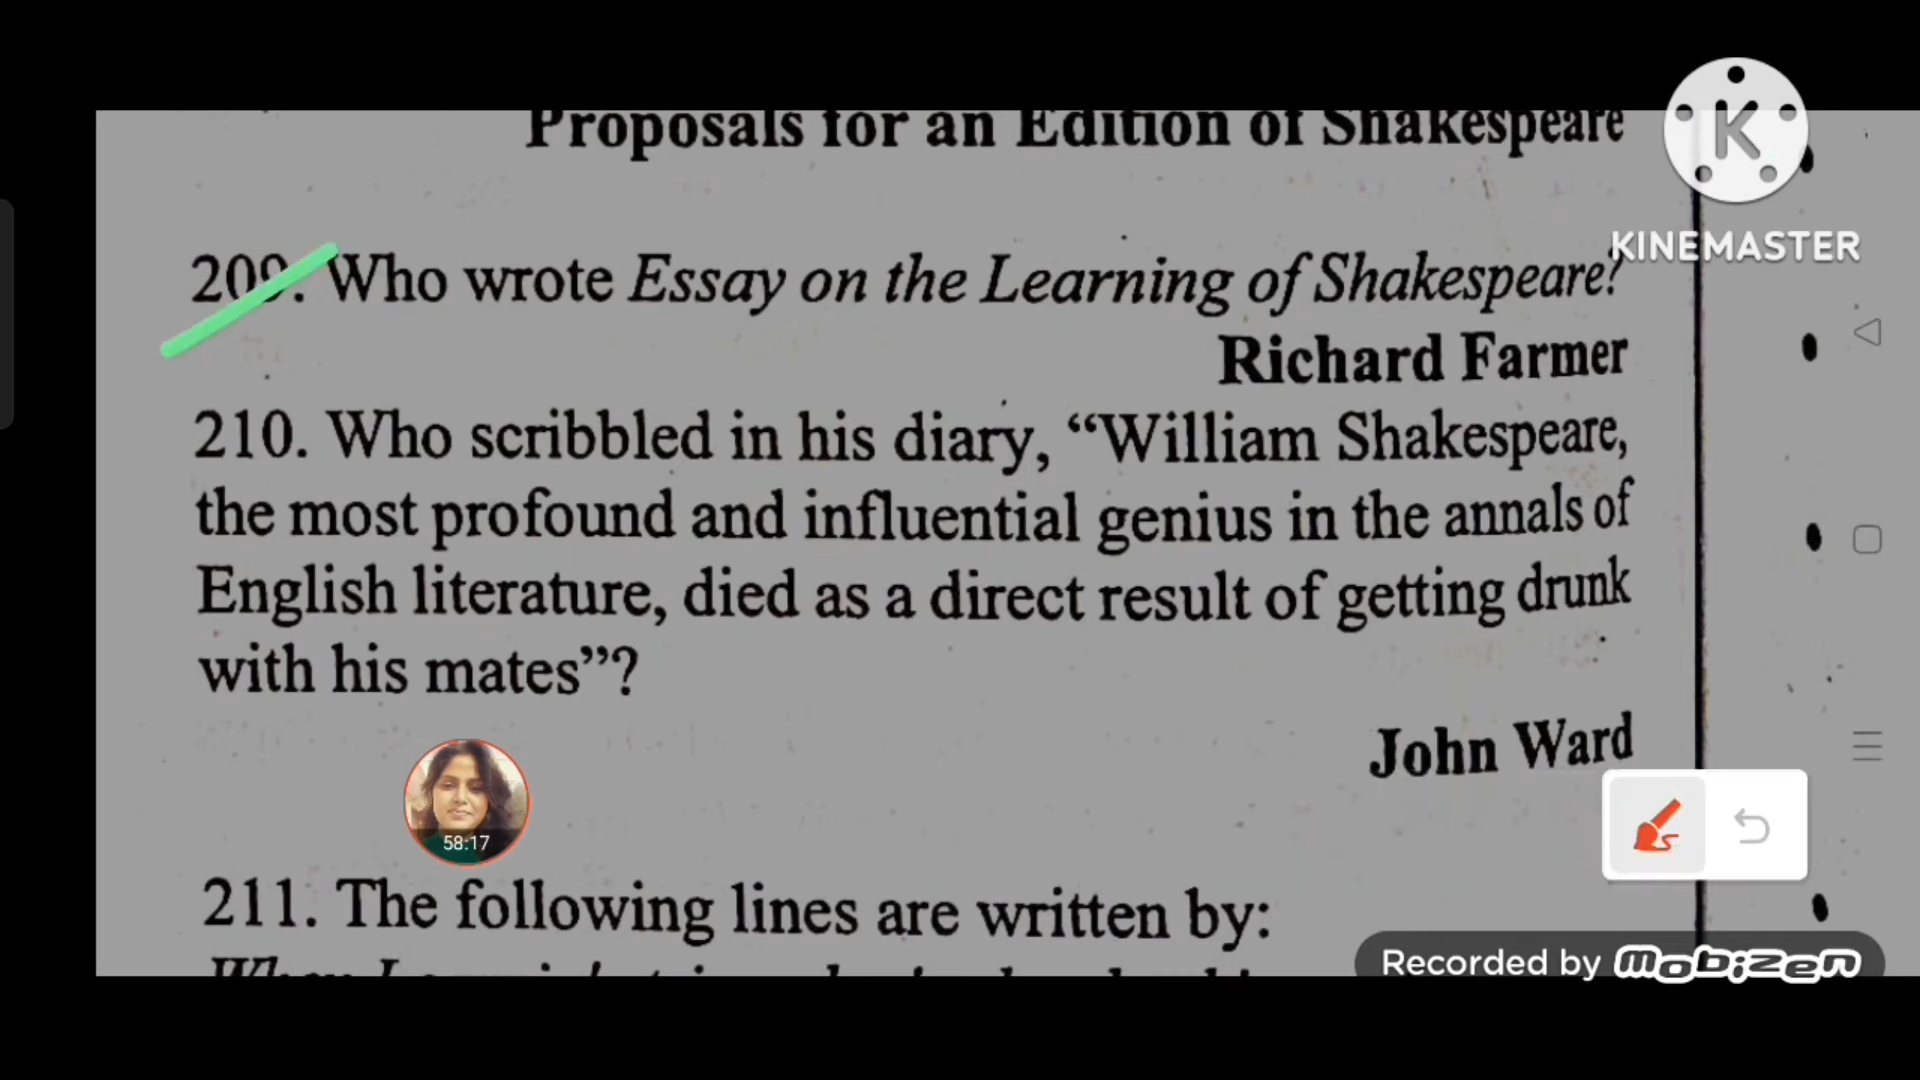 Proposals for an Edition of Shakespeare
209. Who wrote Essay on the Learning of Shakespeare?
Richard Farmer
210. Who scribbled in his diary, “William Shakespeare,
the most profound and influential genius in the annals of
English literature, died as a direct result of getting drunk
with his mates”?
John Ward
211. The following lines are written by:
K
KINEMASTER
58:17
Recorded by mobizen